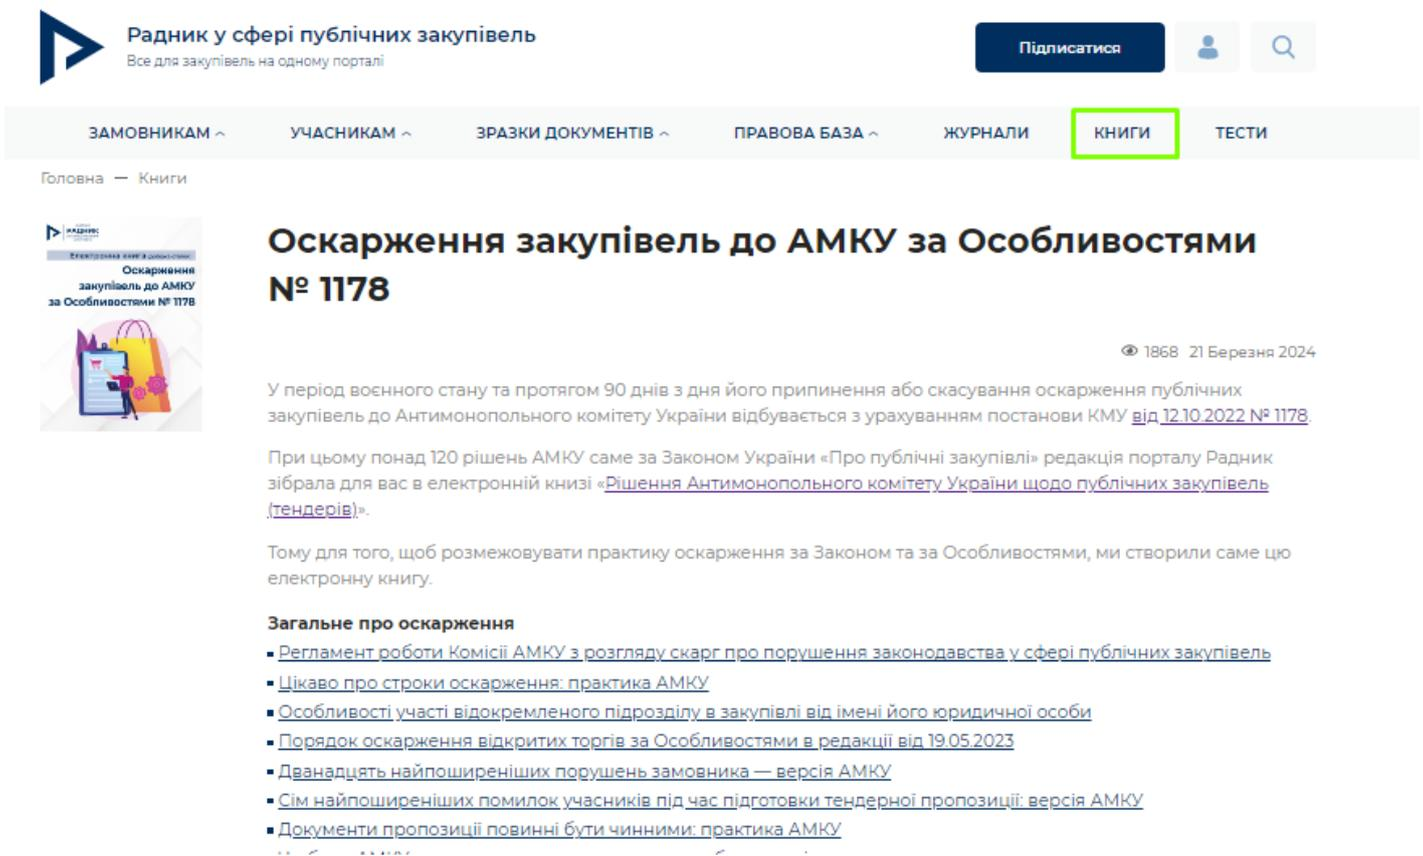 Радник у сфері публічних закупівель
Все для закупівель на одному порталі
Підписатися
ЗАМОВНИКАМ
УЧАСНИКАМ
ЗРАЗКИ ДОКУМЕНТІВ
ПРАВОВА БАЗА
ЖУРНАЛИ
КНИГИ
ТЕСТИ
Головна — Книги
РАДНИК
Електронна книга
Оскарження
закупівель до АМКУ
за Особливостями № 1178
Оскарження закупівель до АМКУ за Особливостями
№ 1178
1868 21 Березня 2024
У період воєнного стану та протягом 90 днів з дня його припинення або скасування оскарження публічних
закупівель до Антимонопольного комітету України відбувається з урахуванням постанови КМУ від 12.10.2022 № 1178.
При цьому понад 120 рішень АМКУ саме за Законом України «Про публічні закупівлі» редакція порталу Радник
зібрала для вас в електронній книзі «Рішення Антимонопольного комітету України щодо публічних закупівель
(тендерів)».
Тому для того, щоб розмежовувати практику оскарження за Законом та за Особливостями, ми створили саме цю
електронну книгу.
Загальне про оскарження
▪ Регламент роботи Комісії АМКУ з розгляду скарг про порушення законодавства у сфері публічних закупівель
▪ Цікаво про строки оскарження: практика АМКУ
▪ Особливості участі відокремленого підрозділу в закупівлі від імені його юридичної особи
▪ Порядок оскарження відкритих торгів за Особливостями в редакції від 19.05.2023
▪ Дванадцять найпоширеніших порушень замовника — версія АМКУ
▪ Сім найпоширеніших помилок учасників під час підготовки тендерної пропозиції: версія АМКУ
▪ Документи пропозиції повинні бути чинними: практика АМКУ